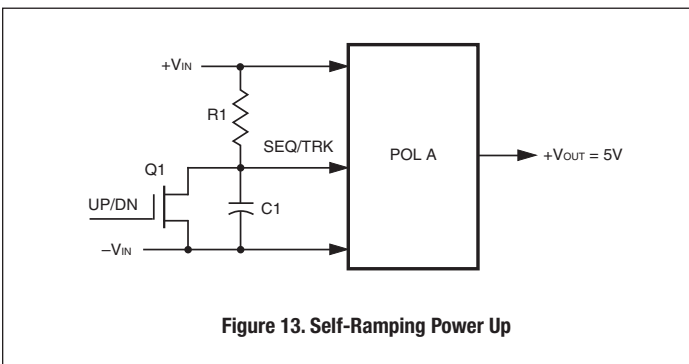 +VIN
R1
SEQ/TRK
POL A
+VOUT = 5V
Q1
UP/DN
C1
–VIN
Figure 13. Self-Ramping Power Up